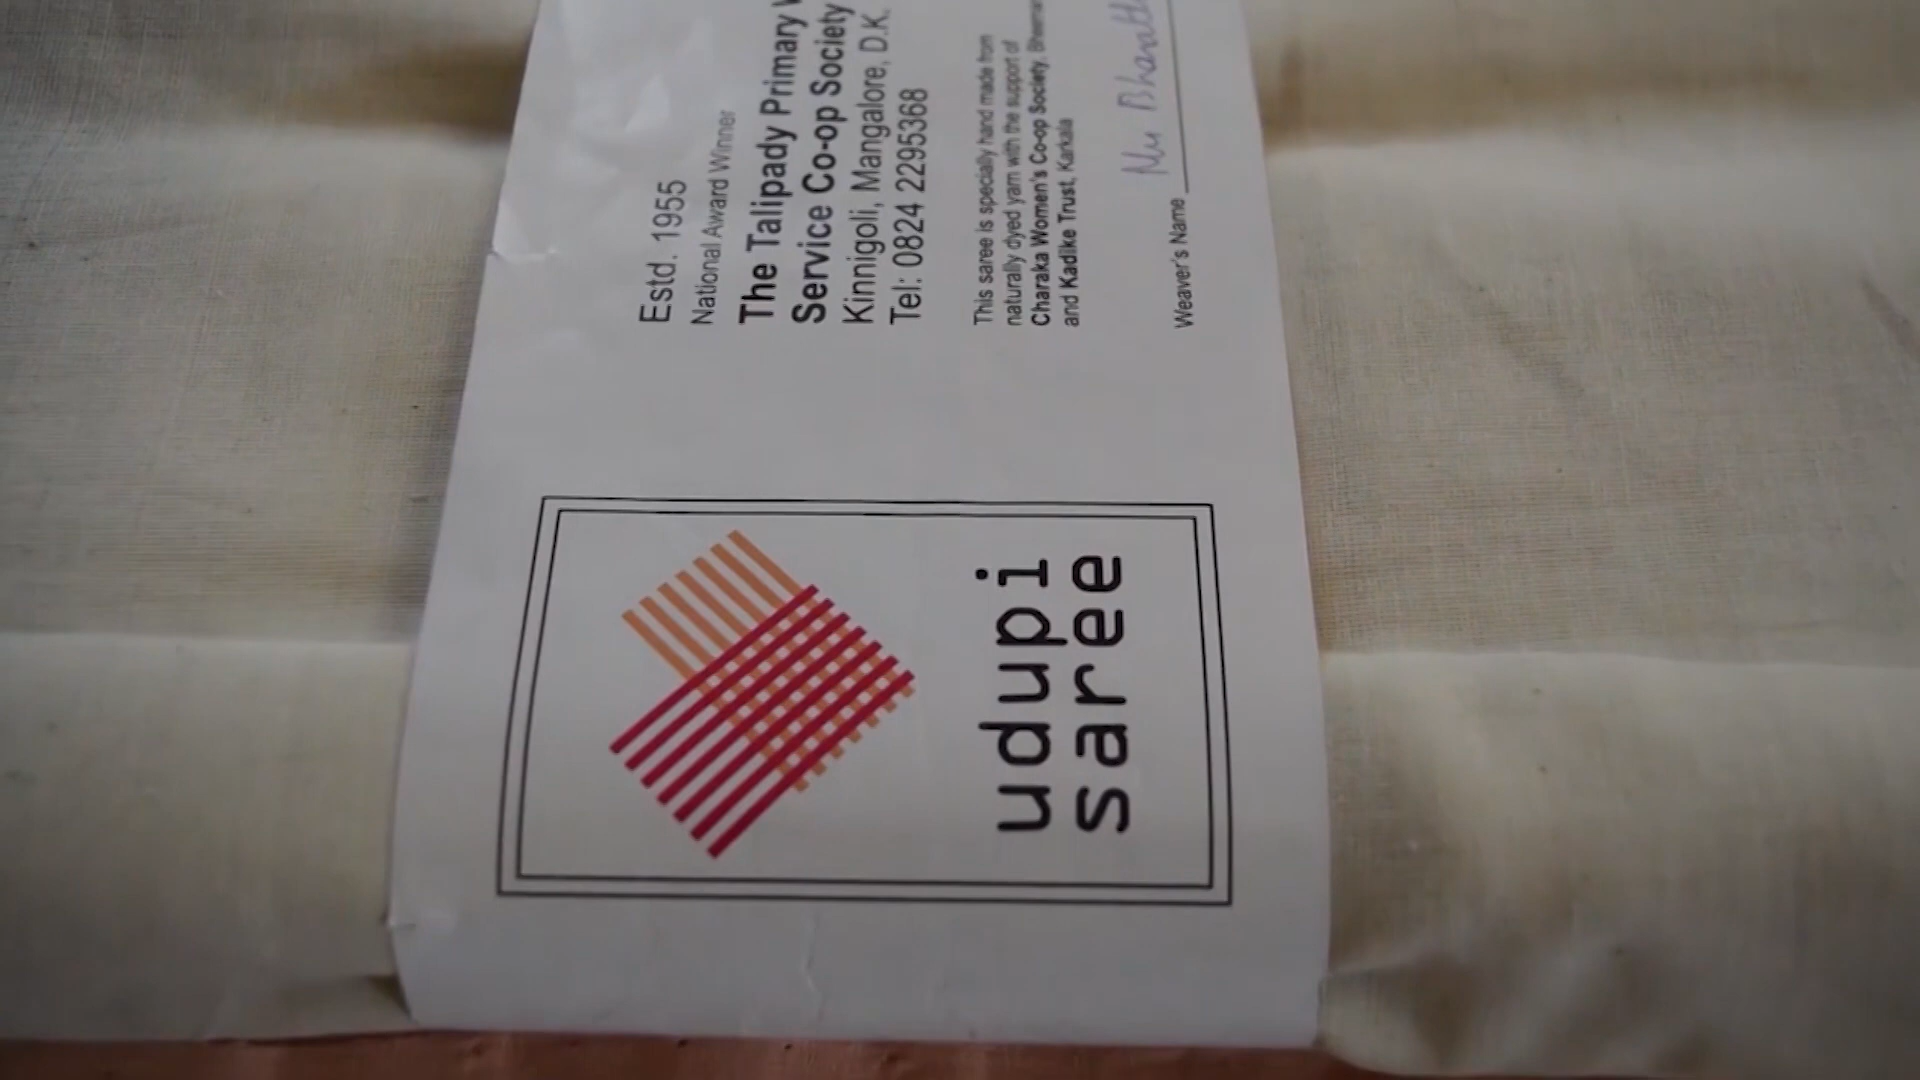 Estd. 1955
National Award Winner
The Talipady Primary
Service Co-op Society
Kinnigoli, Mangalore, D.K.
Tel: 0824 2295368
This saree is specially hand made from
naturally dyed yarn with the support of
Charaka Women's Co-op Society,
and Kadike Trust, Karkala
Weaver's Name
udupi
saree